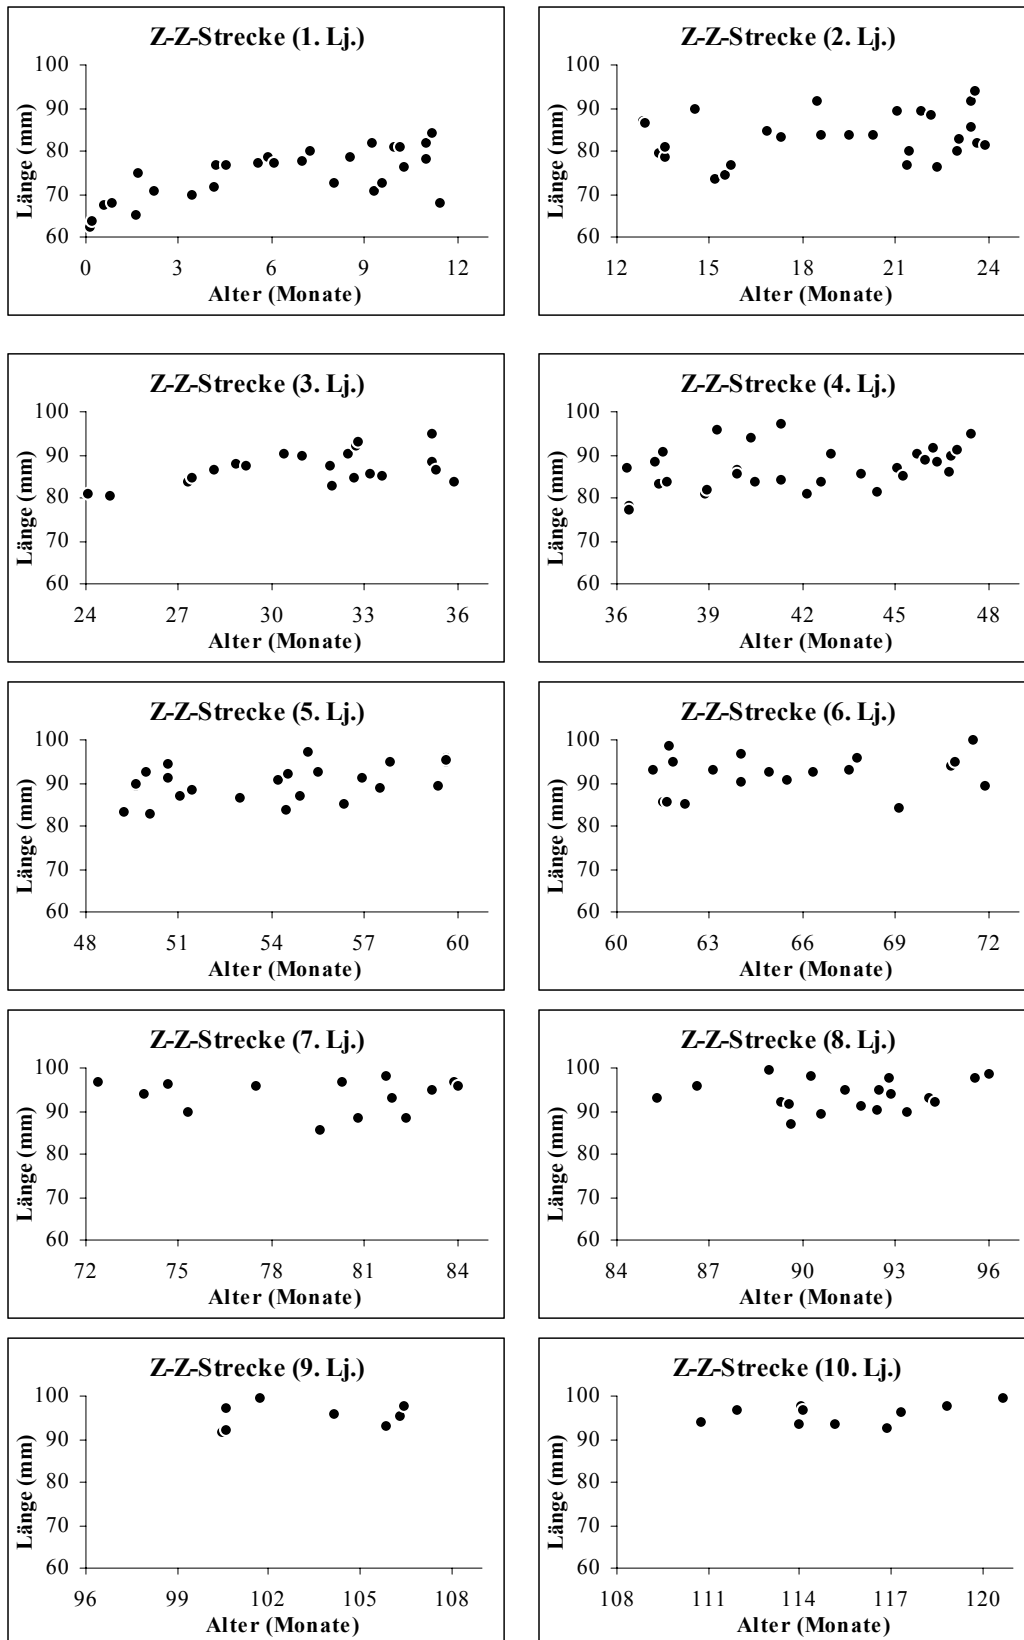 Z-Z-Strecke (1. Lj.)
100
90
80
70
60
Länge (mm)
0 3 6 9 12
Alter (Monate)
Z-Z-Strecke (2. Lj.)
100
90
80
70
60
Länge (mm)
12 15 18 21 24
Alter (Monate)
Z-Z-Strecke (3. Lj.)
100
90
80
70
60
Länge (mm)
24 27 30 33 36
Alter (Monate)
Z-Z-Strecke (4. Lj.)
100
90
80
70
60
Länge (mm)
36 39 42 45 48
Alter (Monate)
Z-Z-Strecke (5. Lj.)
100
90
80
70
60
Länge (mm)
48 51 54 57 60
Alter (Monate)
Z-Z-Strecke (6. Lj.)
100
90
80
70
60
Länge (mm)
60 63 66 69 72
Alter (Monate)
Z-Z-Strecke (7. Lj.)
100
90
80
70
60
Länge (mm)
72 75 78 81 84
Alter (Monate)
Z-Z-Strecke (8. Lj.)
100
90
80
70
60
Länge (mm)
84 87 90 93 96
Alter (Monate)
Z-Z-Strecke (9. Lj.)
100
90
80
70
60
Länge (mm)
96 99 102 105 108
Alter (Monate)
Z-Z-Strecke (10. Lj.)
100
90
80
70
60
Länge (mm)
108 111 114 117 120
Alter (Monate)